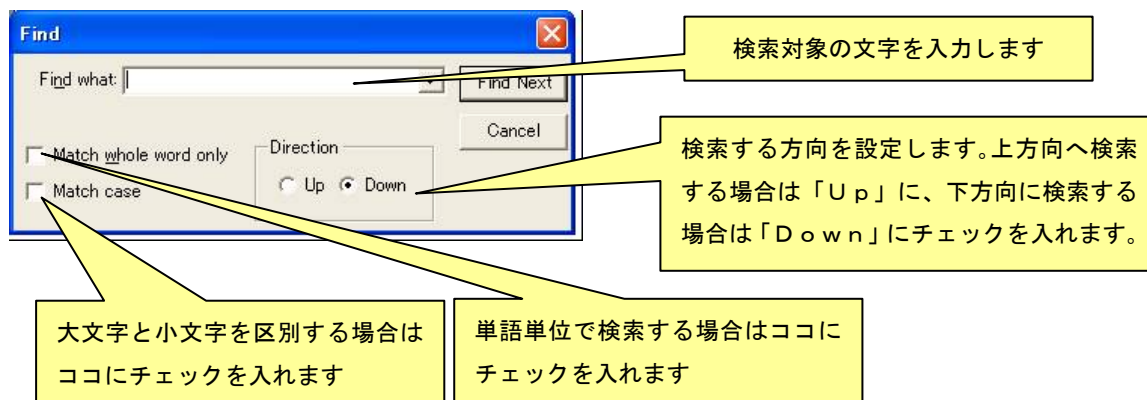 Find
Find what:
Find Next
Cancel
Match whole word only
Match case
Direction
Up
Down
検索対象の文字を入力します
検索する方向を設定します。上方向へ検索
する場合は「Ｕｐ」に、下方向に検索する
場合は「Ｄｏｗｎ」にチェックを入れます。
大文字と小文字を区別する場合は
ココにチェックを入れます
単語単位で検索する場合はココに
チェックを入れます